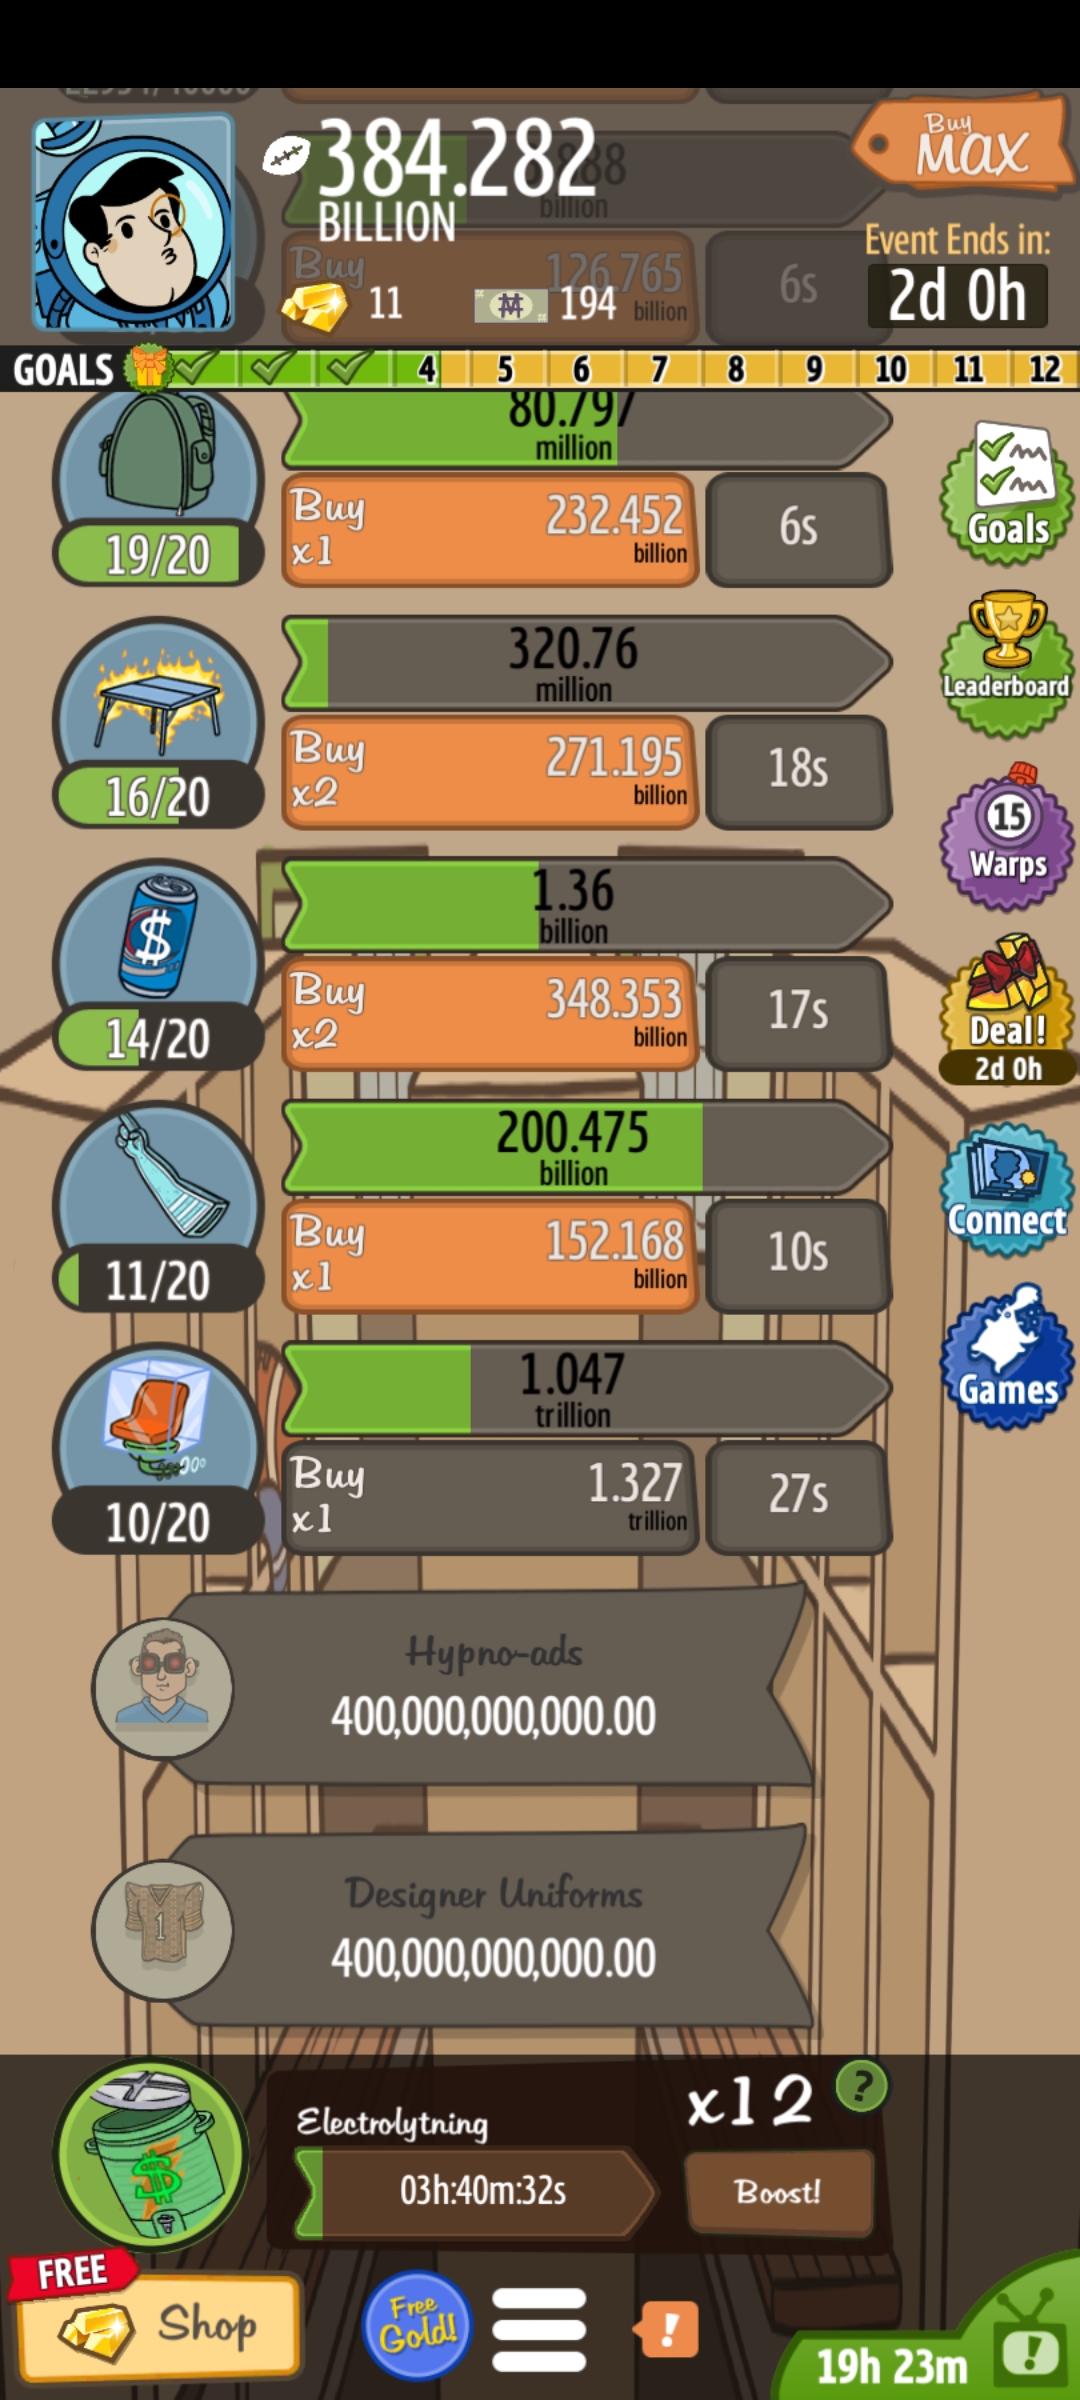 384.282
BILLION
Buy
MAX
Event Ends in:
2d 0h
888
billion
Buy
126.765
billion
6s
11
194
GOALS
4 5 6 7 8 9 10 11 12
80.797
million
19/20
Buy
x1
232.452
billion
6s
Goals
320.76
million
16/20
Buy
x2
271.195
billion
18s
Leaderboard
15
Warps
1.36
billion
14/20
Buy
x2
348.353
billion
17s
Deal!
2d 0h
200.475
billion
11/20
Buy
x1
152.168
billion
10s
Connect
1.047
trillion
10/20
Buy
x1
1.327
trillion
27s
Games
Hypno-ads
400,000,000,000.00
Designer Uniforms
1
400,000,000,000.00
Electrolytning
03h:40m:32s
x12
?
Boost!
FREE
Shop
Free
Gold!
!
19h 23m
!